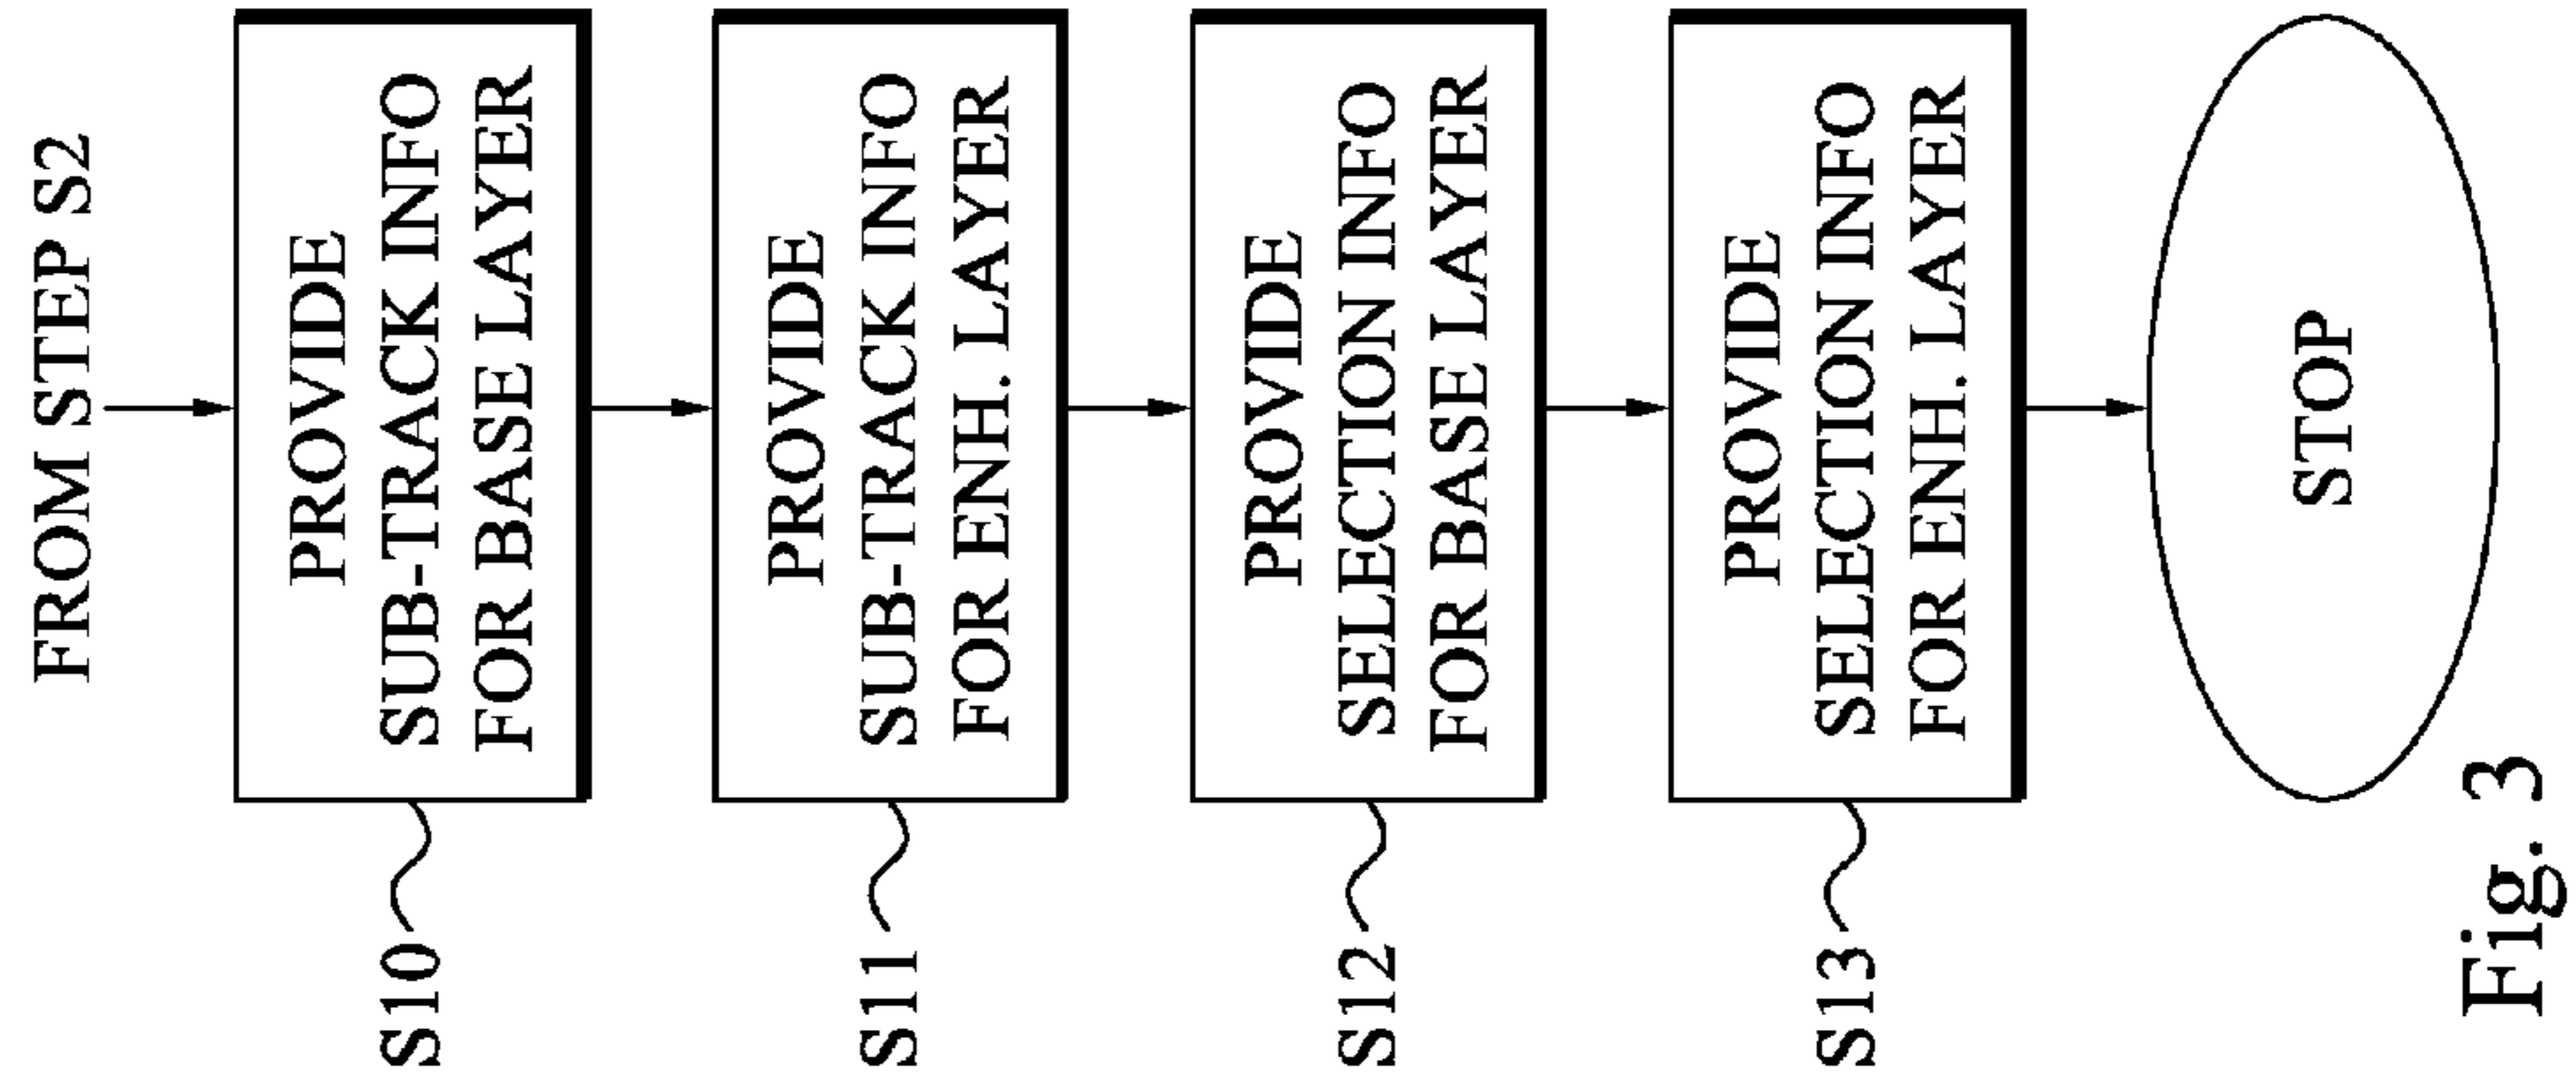 FROM STEP S2
S10
PROVIDE
SUB-TRACK INFO
FOR BASE LAYER
S11
PROVIDE
SUB-TRACK INFO
FOR ENH. LAYER
S12
PROVIDE
SELECTION INFO
FOR BASE LAYER
S13
PROVIDE
SELECTION INFO
FOR ENH. LAYER
STOP
Fig. 3